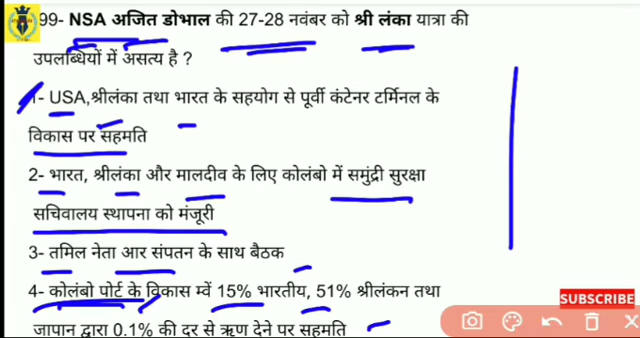 99- NSA अजित डोभाल की 27-28 नवंबर को श्री लंका यात्रा की
उपलब्धियों में असत्य है ?
1- USA,श्रीलंका तथा भारत के सहयोग से पूर्वी कंटेनर टर्मिनल के
विकास पर सहमति
2- भारत, श्रीलंका और मालदीव के लिए कोलंबो में समुंद्री सुरक्षा
सचिवालय स्थापना को मंजूरी
3- तमिल नेता आर संपतन के साथ बैठक
4- कोलंबो पोर्ट के विकास म्वें 15% भारतीय, 51% श्रीलंकन तथा
जापान द्वारा 0.1% की दर से ऋण देने पर सहमति
SUBSCRIBE